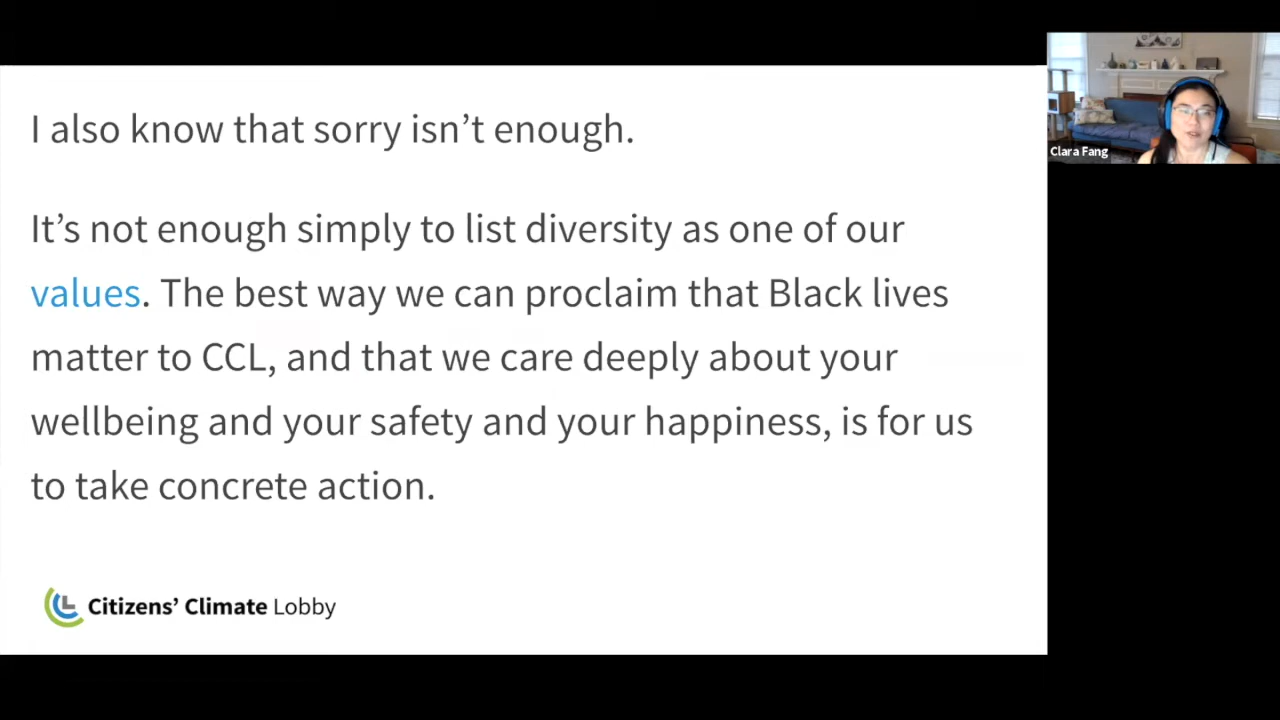 I also know that sorry isn’t enough.
It’s not enough simply to list diversity as one of our
values. The best way we can proclaim that Black lives
matter to CCL, and that we care deeply about your
wellbeing and your safety and your happiness, is for us
to take concrete action.
Citizens’ Climate Lobby
Clara Fang